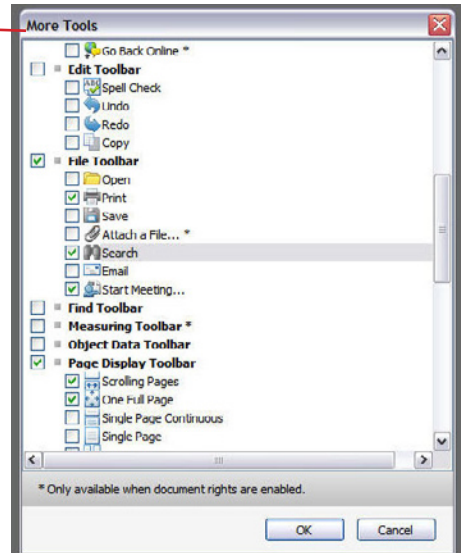 More Tools
Go Back Online *
Edit Toolbar
Spell Check
Undo
Redo
Copy
File Toolbar
Open
Print
Save
Attach a File... *
Search
Email
Start Meeting...
Find Toolbar
Measuring Toolbar *
Object Data Toolbar
Page Display Toolbar
Scrolling Pages
One Full Page
Single Page Continuous
Single Page
* Only available when document rights are enabled.
OK Cancel